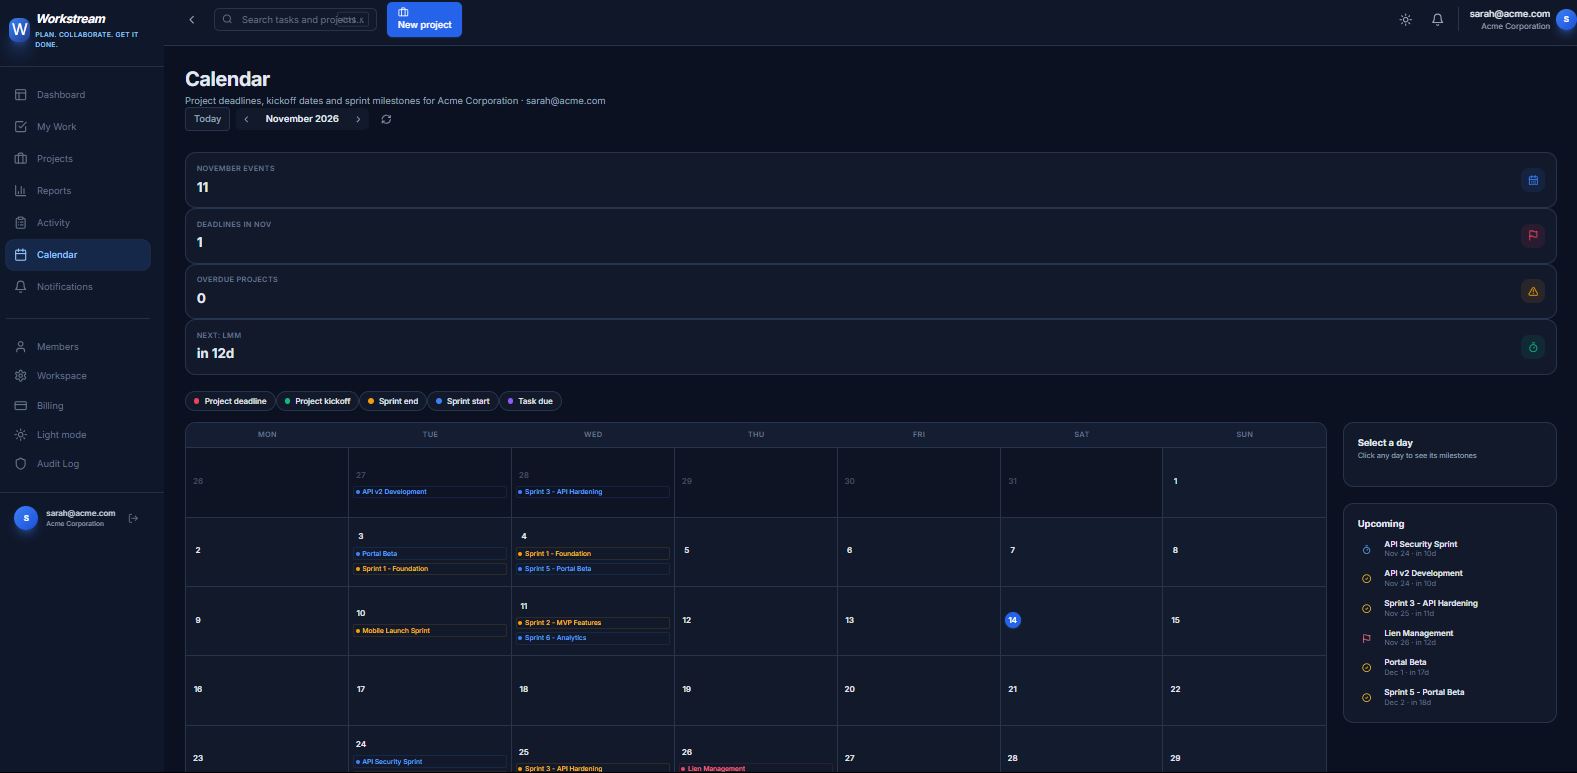 W
Workstream
PLAN. COLLABORATE. GET IT
DONE.
Search tasks and projects...
New project
sarah@acme.com
Acme Corporation
S
Dashboard
My Work
Projects
Reports
Activity
Calendar
Notifications
Members
Workspace
Billing
Light mode
Audit Log
S
sarah@acme.com
Acme Corporation
Calendar
Project deadlines, kickoff dates and sprint milestones for Acme Corporation · sarah@acme.com
Today
November 2026
NOVEMBER EVENTS
11
DEADLINES IN NOV
1
OVERDUE PROJECTS
0
NEXT: LMM
in 12d
Project deadline
Project kickoff
Sprint end
Sprint start
Task due
MON TUE WED THU FRI SAT SUN
26 27 28 29 30 31 1
API v2 Development
Sprint 3 - API Hardening
2 3 4 5 6 7 8
Portal Beta
Sprint 1 - Foundation
Sprint 1 - Foundation
Sprint 5 - Portal Beta
9 10 11 12 13 14 15
Mobile Launch Sprint
Sprint 2 - MVP Features
Sprint 6 - Analytics
16 17 18 19 20 21 22
23 24 25 26 27 28 29
API Security Sprint
Sprint 3 - API Hardening
Lien Management
Select a day
Click any day to see its milestones
Upcoming
API Security Sprint
Nov 24 · in 10d
API v2 Development
Nov 24 · in 10d
Sprint 3 - API Hardening
Nov 25 · in 11d
Lien Management
Nov 26 · in 12d
Portal Beta
Dec 1 · in 17d
Sprint 5 - Portal Beta
Dec 2 · in 18d